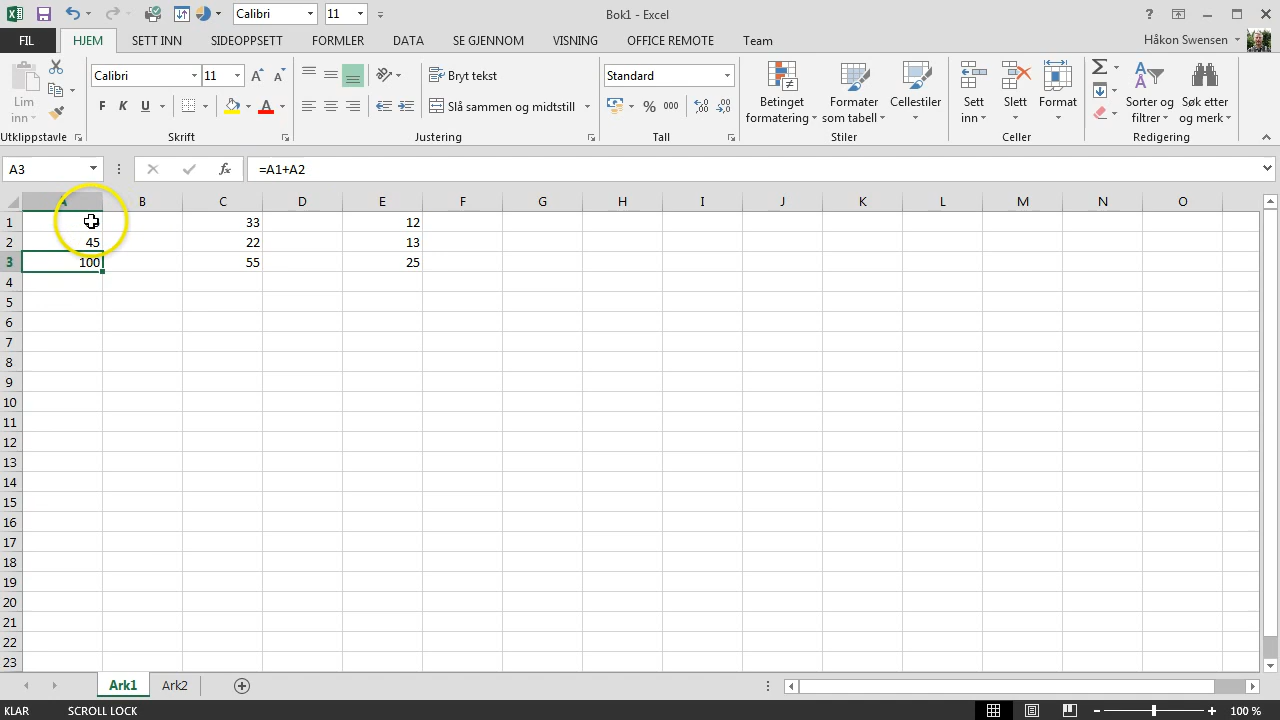 Calibri 11
Bok1 - Excel
?
FIL HJEM SETT INN SIDEOPPSETT FORMLER DATA SE GJENNOM VISNING OFFICE REMOTE Team
Håkon Swensen
Lim inn
Calibri 11
A A
F K U A
Bryt tekst
Slå sammen og midtstill
Standard
% 000
Betinget formatering
Formater som tabell
Cellestiler
Sett inn
Slett
Format
Sorter og filtrer
Søk etter og merk
Utklippstavle Skrift Justering Tall Stiler Celler Redigering
A3 fx =A1+A2
A B C D E F G H I J K L M N O
1 33 12
2 45 22 13
3 100 55 25
4
5
6
7
8
9
10
11
12
13
14
15
16
17
18
19
20
21
22
23
Ark1 Ark2
KLAR SCROLL LOCK 100 %